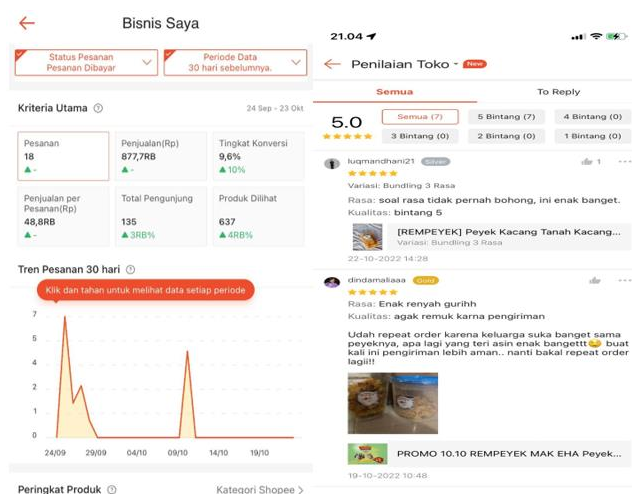 Bisnis Saya
Status Pesanan
Pesanan Dibayar
Periode Data
30 hari sebelumnya.
Kriteria Utama
24 Sep - 23 Okt
Pesanan
18
-
Penjualan(Rp)
877,7RB
-
Tingkat Konversi
9,6%
10%
Penjualan per
Pesanan(Rp)
48,8RB
-
Total Pengunjung
135
3RB%
Produk Dilihat
637
4RB%
Tren Pesanan 30 hari
Klik dan tahan untuk melihat data setiap periode
7
5
4
2
1
0
24/09 29/09 04/10 09/10 14/10 19/10
Peringkat Produk
Kategori Shopee >
21.04
Penilaian Toko
New
Semua
To Reply
5.0
Semua (7)
5 Bintang (7)
4 Bintang (0)
3 Bintang (0)
2 Bintang (0)
1 Bintang (0)
luqmandhani21 Silver
1
Variasi: Bundling 3 Rasa
Rasa: soal rasa tidak pernah bohong, ini enak banget.
Kualitas: bintang 5
[REMPEYEK] Peyek Kacang Tanah Kacang...
Variasi: Bundling 3 Rasa
22-10-2022 14:28
dindamaliaaa Gold
Rasa: Enak renyah gurihh
Kualitas: agak remuk karna pengiriman
Udah repeat order karena keluarga suka banget sama
peyeknya, apa lagi yang teri asin enak bangettt😂 buat
kali ini pengiriman lebih aman.. nanti bakal repeat order
lagii!!
PROMO 10.10 REMPEYEK MAK EHA Peyek...
19-10-2022 10:48